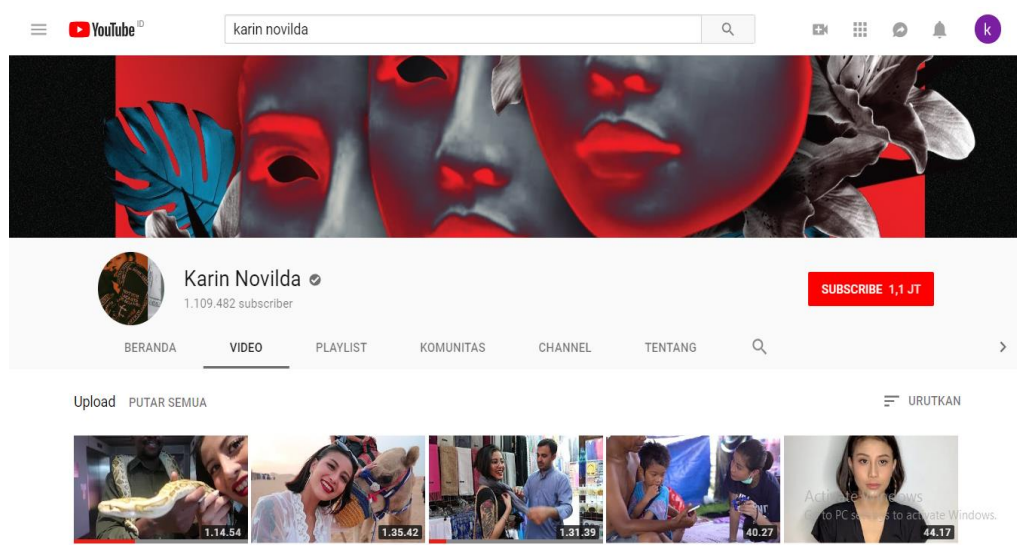 YouTube ID
karin novilda
k
Karin Novilda
1.109.482 subscriber
SUBSCRIBE 1,1 JT
BERANDA VIDEO PLAYLIST KOMUNITAS CHANNEL TENTANG
Upload PUTAR SEMUA
URUTKAN
Activate Windows
Go to PC settings to activate Windows.
1.14.54 1.35.42 1.31.39 40.27 44.17